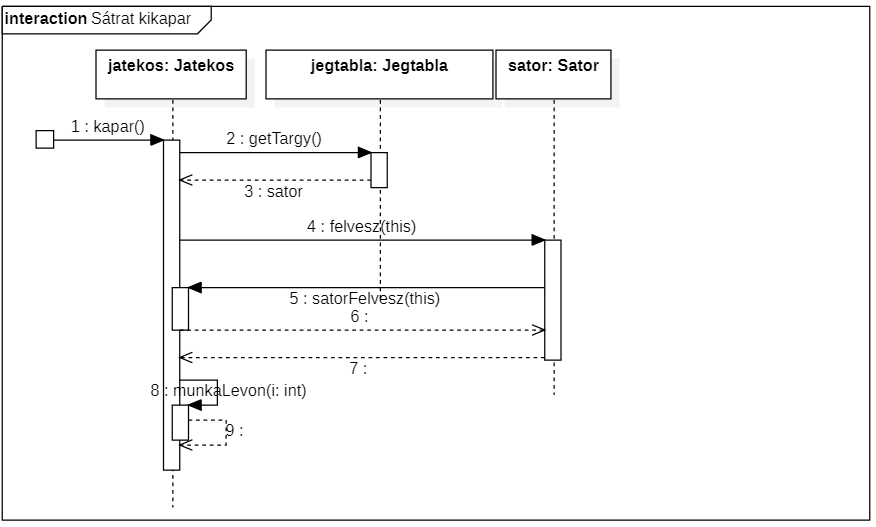 interaction Sátrat kikapar
jatekos: Jatekos
jegtabla: Jegtabla
sator: Sator
1 : kapar()
2 : getTargy()
3 : sator
4 : felvesz(this)
5 : satorFelvesz(this)
6 :
7 :
8 : munkaLevon(i: int)
9 :